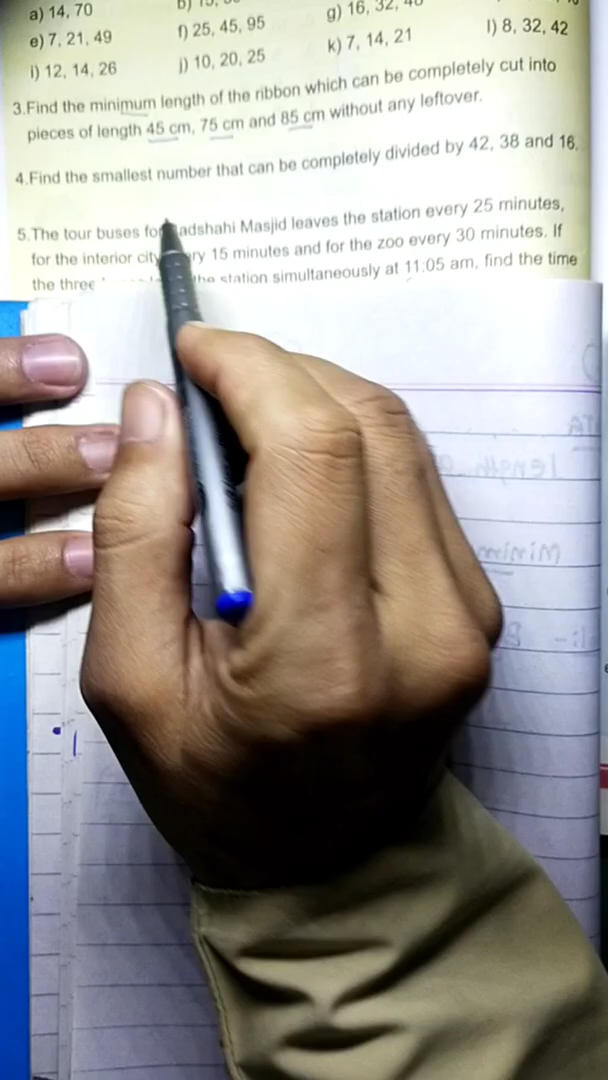 a) 14, 70
g) 16, 32,
e) 7, 21, 49
f) 25, 45, 95
l) 8, 32, 42
i) 12, 14, 26
j) 10, 20, 25
k) 7, 14, 21
3.Find the minimum length of the ribbon which can be completely cut into
pieces of length 45 cm, 75 cm and 85 cm without any leftover.
4.Find the smallest number that can be completely divided by 42, 38 and 16.
5.The tour buses for Badshahi Masjid leaves the station every 25 minutes,
for the interior city 15 minutes and for the zoo every 30 minutes. If
the three the station simultaneously at 11:05 am, find the time